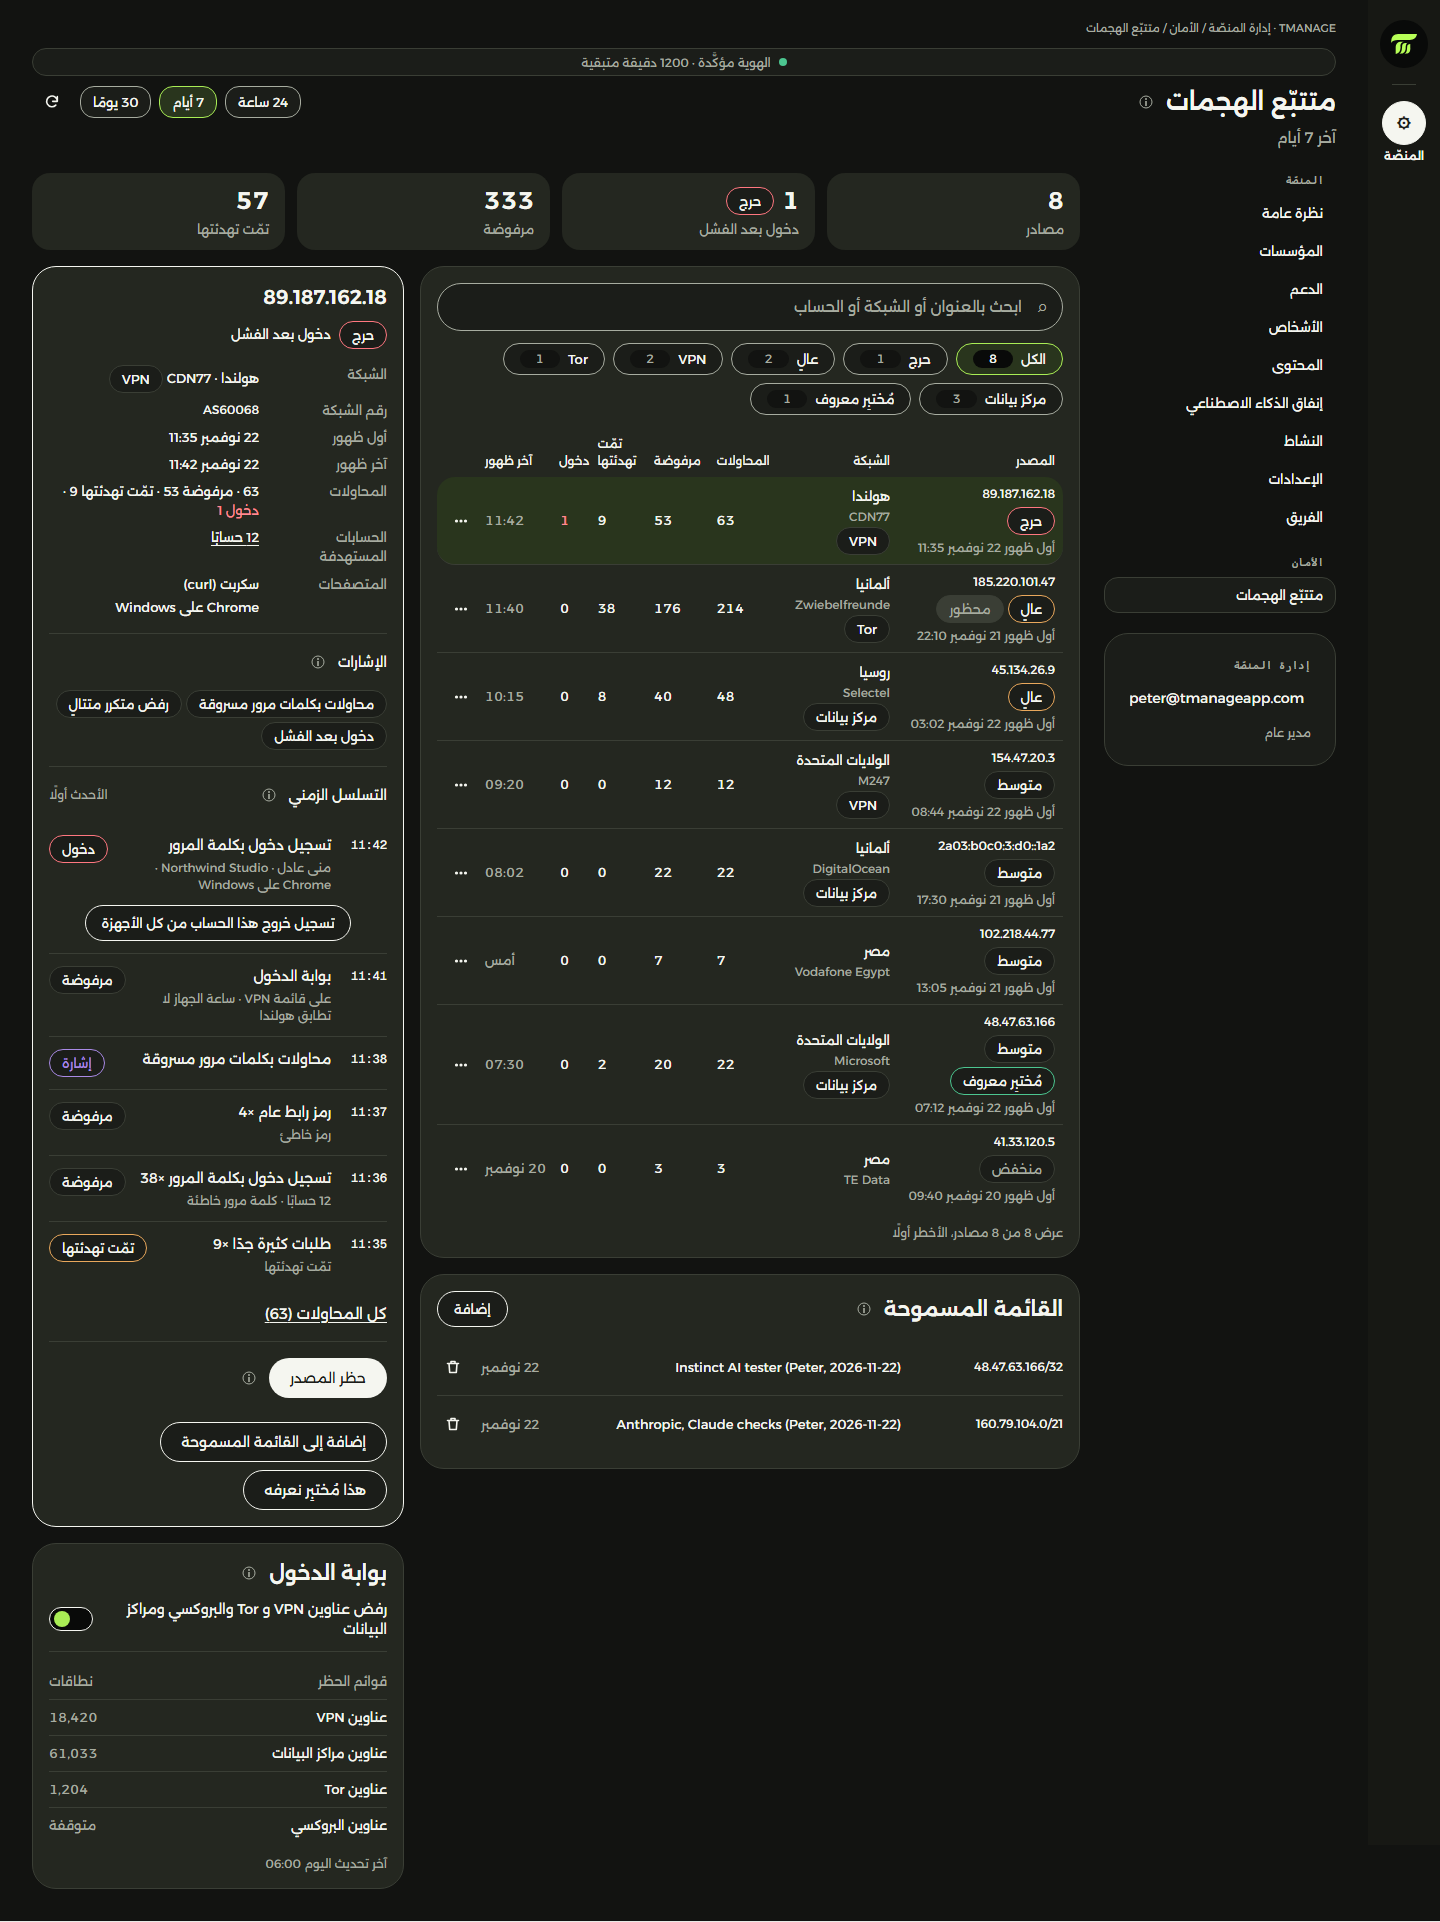 TMANAGE · إدارة المنصّة / الأمان / متتبّع الهجمات
الهوية مؤكَّدة · 1200 دقيقة متبقية
المنصّة
متتبّع الهجمات
24 ساعة
7 أيام
30 يومًا
آخر 7 أيام
المنصّة
نظرة عامة
المؤسسات
الدعم
الأشخاص
المحتوى
إنفاق الذكاء الاصطناعي
النشاط
الإعدادات
الفريق
الأمان
متتبّع الهجمات
إدارة المنصّة
peter@tmanageapp.com
مدير عام
8
مصادر
1 حرج
دخول بعد الفشل
333
مرفوضة
57
تمّت تهدئتها
ابحث بالعنوان أو الشبكة أو الحساب
الكل 8
حرج 1
عالٍ 2
VPN 2
Tor 1
مركز بيانات 3
مُختبِر معروف 1
المصدر الشبكة المحاولات مرفوضة تمّت تهدئتها دخول آخر ظهور
89.187.162.18
حرج
أول ظهور 22 نوفمبر 11:35
هولندا
CDN77
VPN
63 53 9 1 11:42
185.220.101.47
عالٍ محظور
أول ظهور 21 نوفمبر 22:10
ألمانيا
Zwiebelfreunde
Tor
214 176 38 0 11:40
45.134.26.9
عالٍ
أول ظهور 22 نوفمبر 03:02
روسيا
Selectel
مركز بيانات
48 40 8 0 10:15
154.47.20.3
متوسط
أول ظهور 22 نوفمبر 08:44
الولايات المتحدة
M247
VPN
12 12 0 0 09:20
2a03:b0c0:3:d0::1a2
متوسط
أول ظهور 21 نوفمبر 17:30
ألمانيا
DigitalOcean
مركز بيانات
22 22 0 0 08:02
102.218.44.77
متوسط
أول ظهور 21 نوفمبر 13:05
مصر
Vodafone Egypt
7 7 0 0 أمس
48.47.63.166
متوسط
مُختبِر معروف
أول ظهور 22 نوفمبر 07:12
الولايات المتحدة
Microsoft
مركز بيانات
22 20 2 0 07:30
41.33.120.5
منخفض
أول ظهور 20 نوفمبر 09:40
مصر
TE Data
3 3 0 0 20 نوفمبر
عرض 8 من 8 مصادر، الأخطر أولًا
القائمة المسموحة
إضافة
48.47.63.166/32 Instinct AI tester (Peter, 2026-11-22) 22 نوفمبر
160.79.104.0/21 Anthropic, Claude checks (Peter, 2026-11-22) 22 نوفمبر
89.187.162.18
حرج دخول بعد الفشل
الشبكة هولندا · CDN77 VPN
رقم الشبكة AS60068
أول ظهور 22 نوفمبر 11:35
آخر ظهور 22 نوفمبر 11:42
المحاولات 63 · مرفوضة 53 · تمّت تهدئتها 9 ·
دخول 1
الحسابات المستهدفة 12 حسابًا
المتصفحات سكربت (curl)
Chrome على Windows
الإشارات
محاولات بكلمات مرور مسروقة
رفض متكرر متتالٍ
دخول بعد الفشل
التسلسل الزمني
الأحدث أولًا
11:42 تسجيل دخول بكلمة المرور دخول
منى عادل · Northwind Studio ·
Chrome على Windows
تسجيل خروج هذا الحساب من كل الأجهزة
11:41 بوابة الدخول مرفوضة
على قائمة VPN · ساعة الجهاز لا
تطابق هولندا
11:38 محاولات بكلمات مرور مسروقة إشارة
11:37 رمز رابط عام ×4 مرفوضة
رمز خاطئ
11:36 تسجيل دخول بكلمة المرور ×38 مرفوضة
12 حسابًا · كلمة مرور خاطئة
11:35 طلبات كثيرة جدًا ×9 تمّت تهدئتها
تمّت تهدئتها
كل المحاولات (63)
حظر المصدر
إضافة إلى القائمة المسموحة
هذا مُختبِر نعرفه
بوابة الدخول
رفض عناوين VPN و Tor والبروكسي ومراكز
البيانات
قوائم الحظر نطاقات
عناوين VPN 18,420
عناوين مراكز البيانات 61,033
عناوين Tor 1,204
عناوين البروكسي متوقفة
آخر تحديث اليوم 06:00